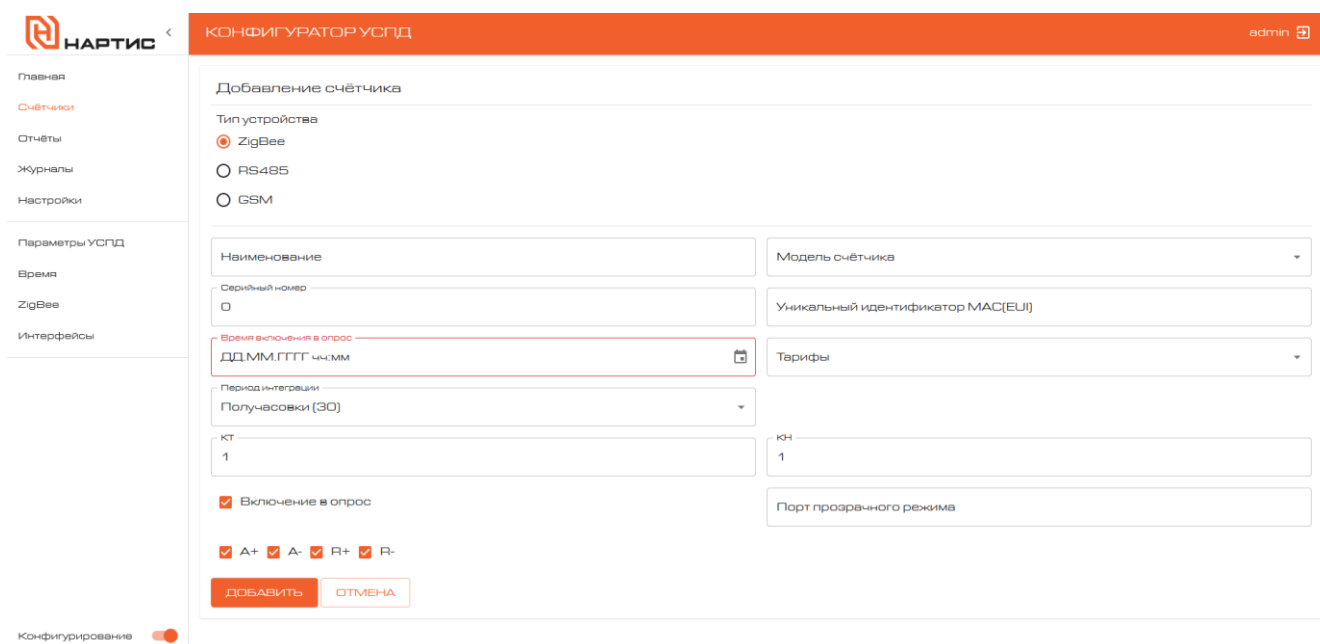 НАРТИС
КОНФИГУРАТОР УСПД
admin
Главная
Счётчики
Отчёты
Журналы
Настройки
Параметры УСПД
Время
ZigBee
Интерфейсы
Конфигурирование
Добавление счётчика
Тип устройства
ZigBee
RS485
GSM
Наименование
Модель счётчика
Серийный номер
0
Уникальный идентификатор MAC(EUI)
Время включения в опрос
ДД.ММ.ГГГГ чч:мм
Тарифы
Период интеграции
Получасовки (30)
КТ
1
КН
1
Включение в опрос
Порт прозрачного режима
A+ A- R+ R-
ДОБАВИТЬ ОТМЕНА